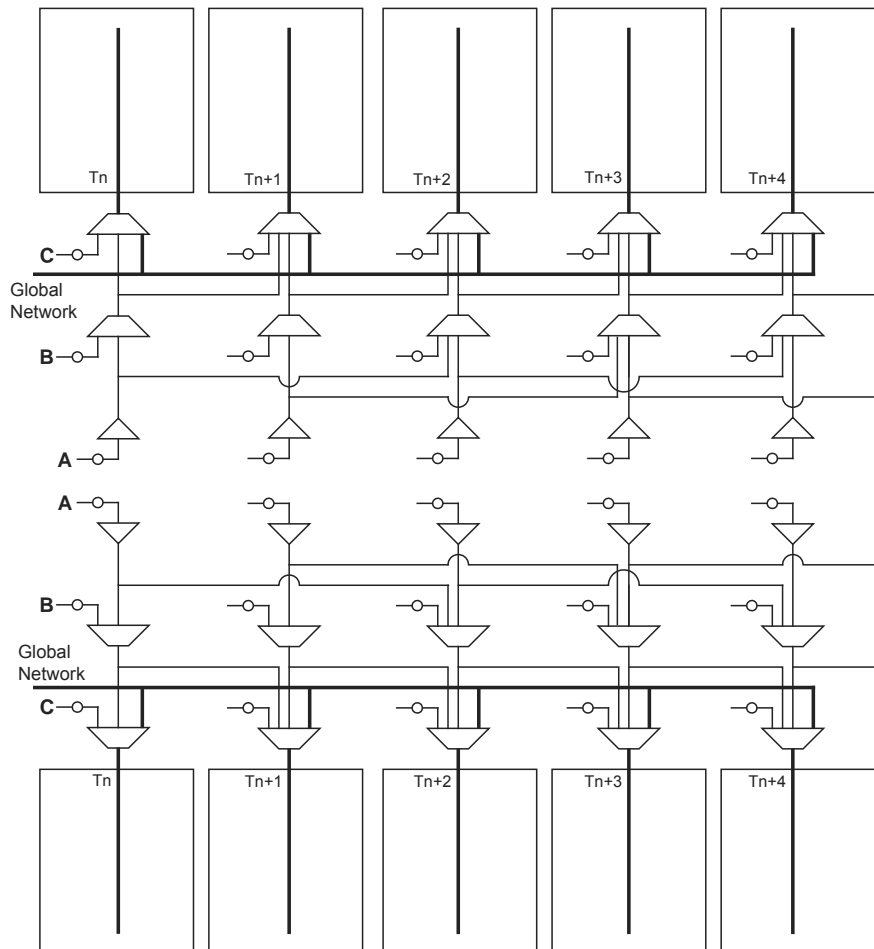 Tn Tn+1 Tn+2 Tn+3 Tn+4
C
Global
Network
B
A
A
B
Global
Network
C
Tn Tn+1 Tn+2 Tn+3 Tn+4